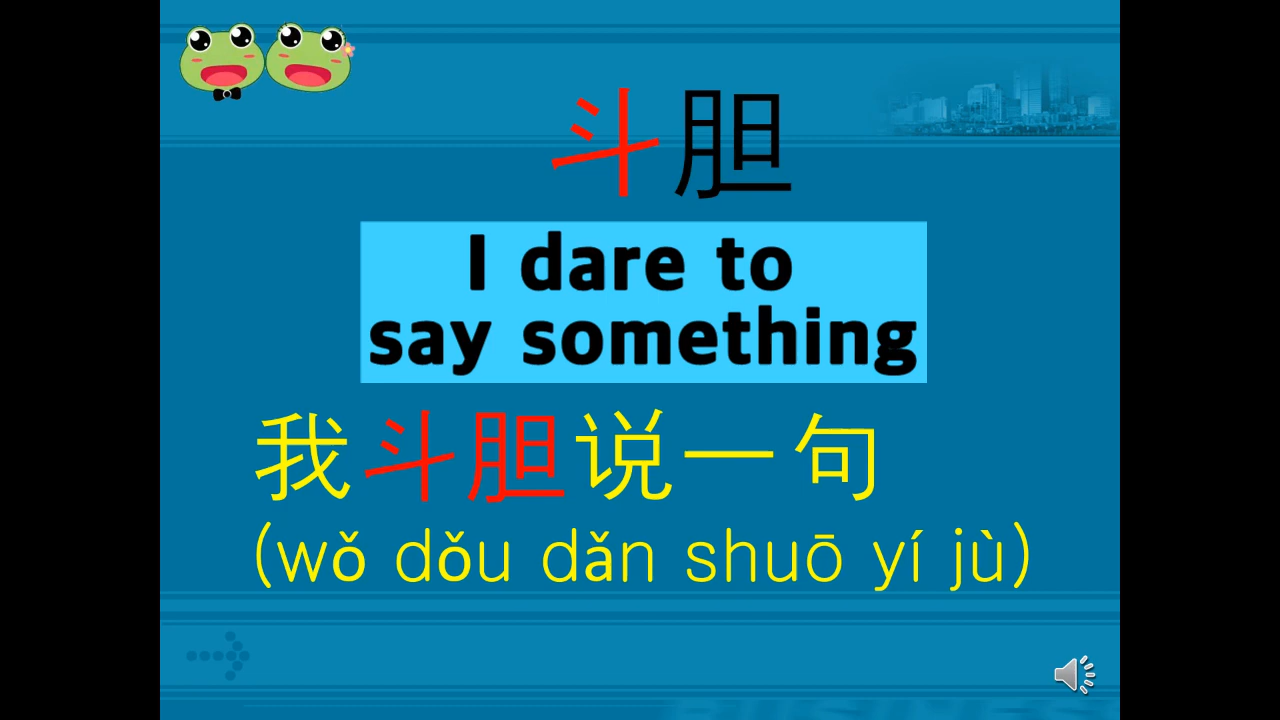 斗胆
I dare to
say something
我斗胆说一句
(wǒ dǒu dǎn shuō yí jù)